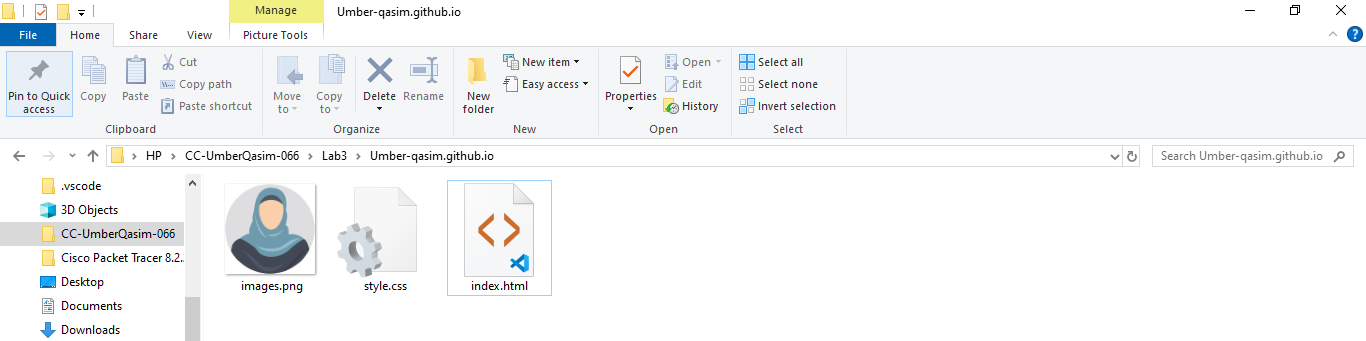 Manage
Umber-qasim.github.io
File
Home
Share
View
Picture Tools
Pin to Quick
access
Copy
Paste
Cut
Copy path
Paste shortcut
Clipboard
Move
to
Copy
to
Delete
Rename
Organize
New
folder
New item
Easy access
New
Properties
Open
Edit
History
Open
Select all
Select none
Invert selection
Select
HP > CC-UmberQasim-066 > Lab3 > Umber-qasim.github.io
Search Umber-qasim.github.io
.vscode
3D Objects
CC-UmberQasim-066
Cisco Packet Tracer 8.2..
Desktop
Documents
Downloads
images.png
style.css
index.html